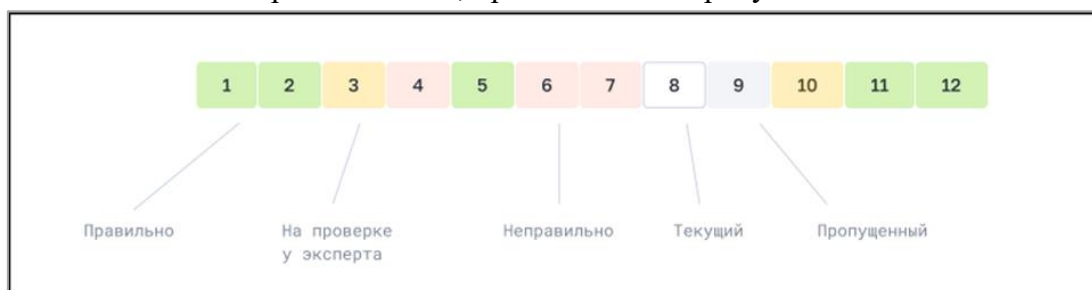 1 2 3 4 5 6 7 8 9 10 11 12
Правильно На проверке Неправильно Текущий Пропущенный
у эксперта